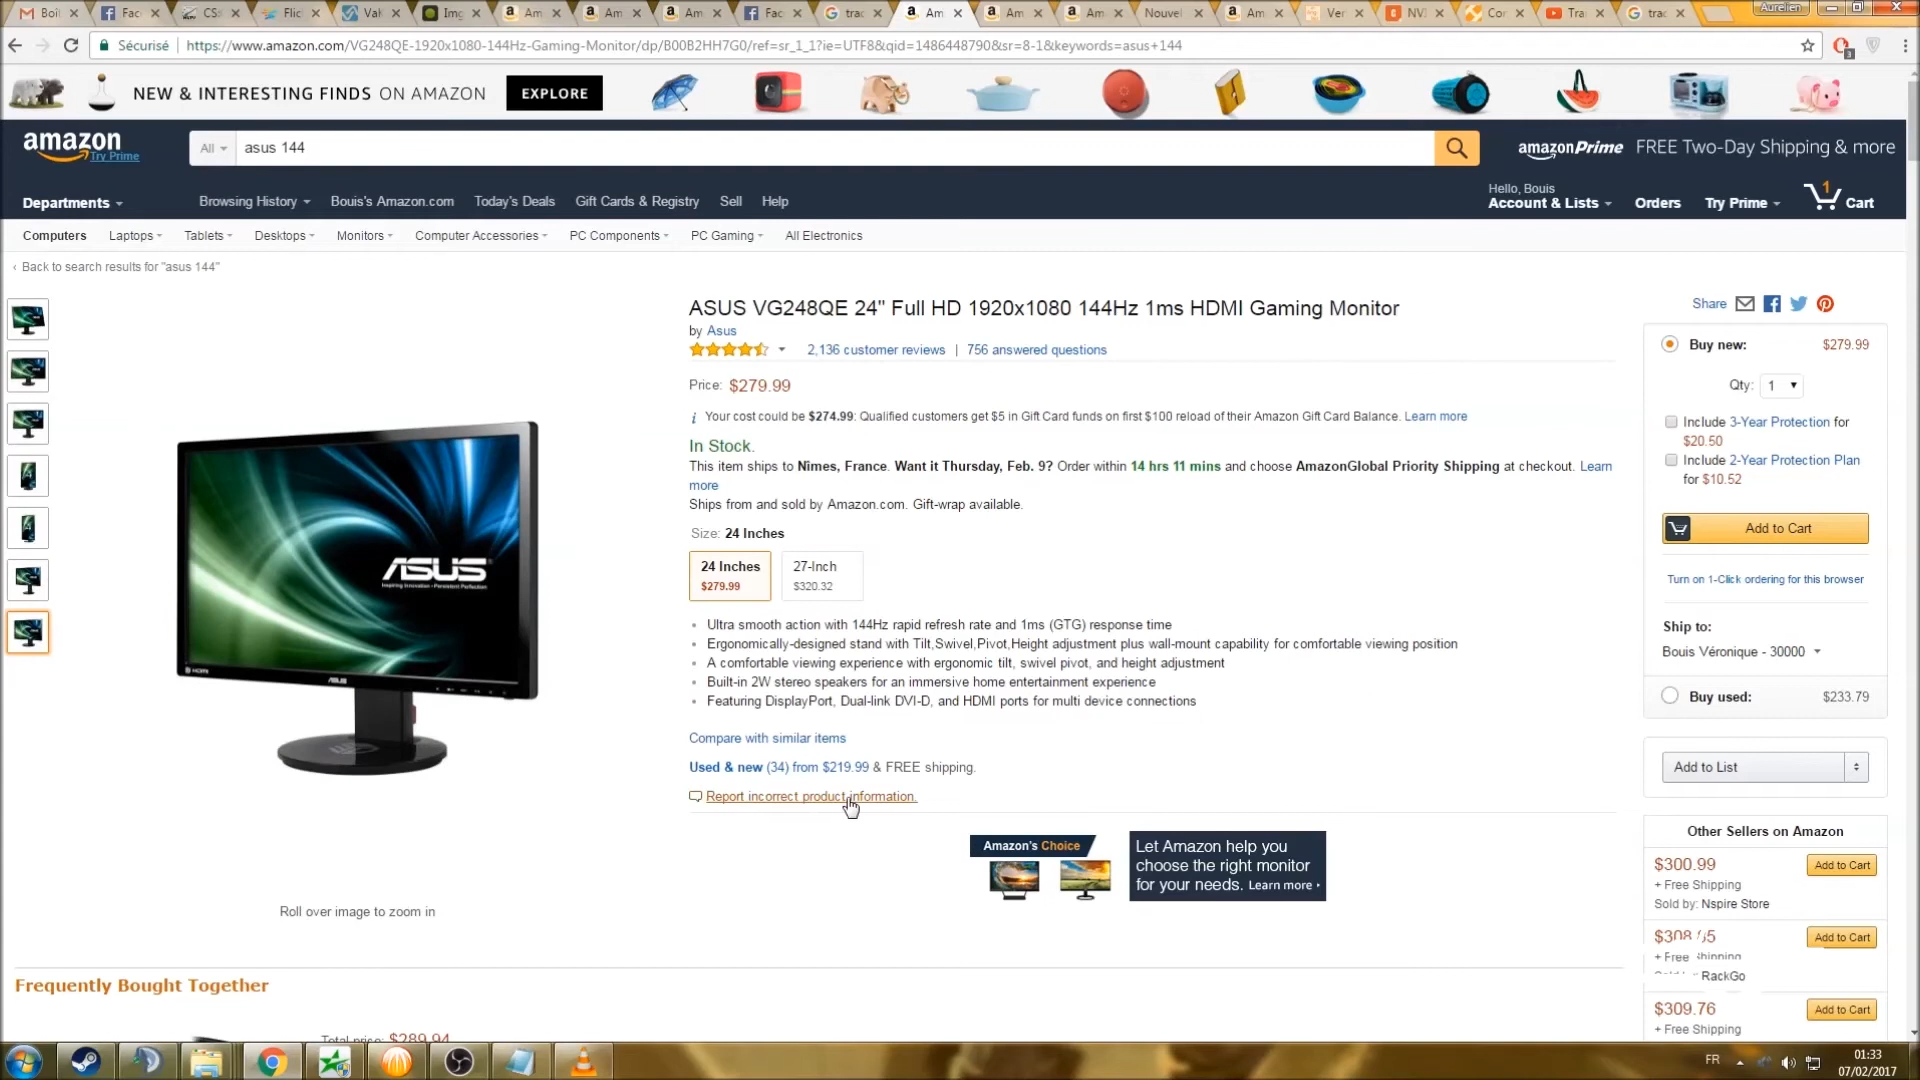 Boît
Face
CS:
Flic
Val
Img
Am
Am
Am
Fac
trac
Am
Am
Am
Nouvel
Am
Ver
NVI
Cor
Tra
trac
Aurelien
Sécurisé
https://www.amazon.com/VG248QE-1920x1080-144Hz-Gaming-Monitor/dp/B00B2HH7G0/ref=sr_1_1?ie=UTF8&qid=1486448790&sr=8-1&keywords=asus+144
NEW & INTERESTING FINDS ON AMAZON EXPLORE
amazon
Try Prime
All
asus 144
amazonPrime FREE Two-Day Shipping & more
Departments
Browsing History
Bouis's Amazon.com
Today's Deals
Gift Cards & Registry
Sell
Help
Hello, Bouis
Account & Lists
Orders
Try Prime
1
Cart
Computers
Laptops
Tablets
Desktops
Monitors
Computer Accessories
PC Components
PC Gaming
All Electronics
‹ Back to search results for "asus 144"
ASUS VG248QE 24" Full HD 1920x1080 144Hz 1ms HDMI Gaming Monitor
by Asus
2,136 customer reviews | 756 answered questions
Price: $279.99
Your cost could be $274.99: Qualified customers get $5 in Gift Card funds on first $100 reload of their Amazon Gift Card Balance. Learn more
In Stock.
This item ships to Nîmes, France. Want it Thursday, Feb. 9? Order within 14 hrs 11 mins and choose AmazonGlobal Priority Shipping at checkout. Learn
more
Ships from and sold by Amazon.com. Gift-wrap available.
Size: 24 Inches
24 Inches
$279.99
27-Inch
$320.32
Ultra smooth action with 144Hz rapid refresh rate and 1ms (GTG) response time
Ergonomically-designed stand with Tilt,Swivel,Pivot,Height adjustment plus wall-mount capability for comfortable viewing position
A comfortable viewing experience with ergonomic tilt, swivel pivot, and height adjustment
Built-in 2W stereo speakers for an immersive home entertainment experience
Featuring DisplayPort, Dual-link DVI-D, and HDMI ports for multi device connections
Compare with similar items
Used & new (34) from $219.99 & FREE shipping.
Report incorrect product information.
ASUS
Inspiring Innovation • Persistent Perfection
HDMI
ASUS
Roll over image to zoom in
Amazon's Choice
Let Amazon help you
choose the right monitor
for your needs. Learn more ›
Share
Buy new: $279.99
Qty: 1
Include 3-Year Protection for
$20.50
Include 2-Year Protection Plan
for $10.52
Add to Cart
Turn on 1-Click ordering for this browser
Ship to:
Bouis Véronique - 30000
Buy used: $233.79
Add to List
Other Sellers on Amazon
$300.99
Add to Cart
+ Free Shipping
Sold by: Nspire Store
Add to Cart
+ Free Shipping
RackGo
$309.76
Add to Cart
+ Free Shipping
Frequently Bought Together
Total price: $289.94
FR
01:33
07/02/2017